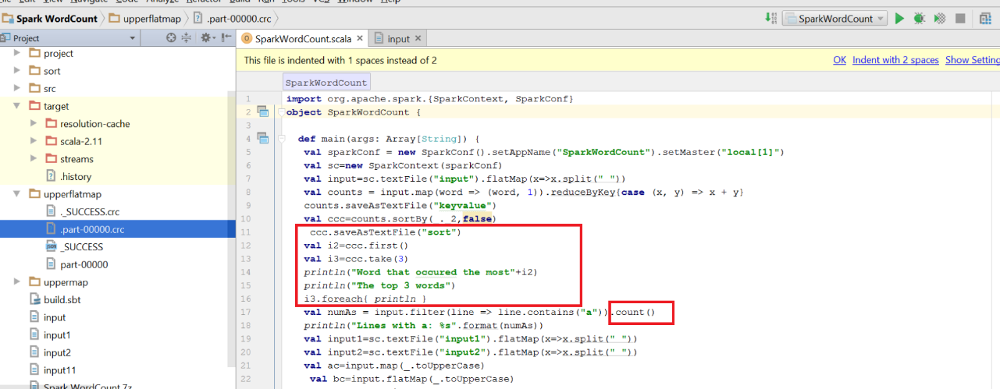 File Edit View Navigate Code Analyze Refactor Build Run Tools VCS Window Help
Spark WordCount upperflatmap .part-00000.crc SparkWordCount
Project SparkWordCount.scala input
This file is indented with 1 spaces instead of 2 OK Indent with 2 spaces Show
project
sort
src
target
resolution-cache
scala-2.11
streams
.history
upperflatmap
._SUCCESS.crc
.part-00000.crc
_SUCCESS
part-00000
uppermap
build.sbt
input
input1
input2
input11
Spark WordCount.7z
SparkWordCount
1 import org.apache.spark.{SparkContext, SparkConf}
2 object SparkWordCount {
3
4 def main(args: Array[String]) {
5 val sparkConf = new SparkConf().setAppName("SparkWordCount").setMaster("local[1]")
6 val sc=new SparkContext(sparkConf)
7 val input=sc.textFile("input").flatMap(x=>x.split(" "))
8 val counts = input.map(word => (word, 1)).reduceByKey{case (x, y) => x + y}
9 counts.saveAsTextFile("keyvalue")
10 val ccc=counts.sortBy(_._2,false)
11 ccc.saveAsTextFile("sort")
12 val i2=ccc.first()
13 val i3=ccc.take(3)
14 println("Word that occured the most"+i2)
15 println("The top 3 words")
16 i3.foreach{ println }
17 val numAs = input.filter(line => line.contains("a")).count()
18 println("Lines with a: %s".format(numAs))
19 val input1=sc.textFile("input1").flatMap(x=>x.split(" "))
20 val input2=sc.textFile("input2").flatMap(x=>x.split(" "))
21 val ac=input.map(_.toUpperCase)
22 val bc=input.flatMap(_.toUpperCase)